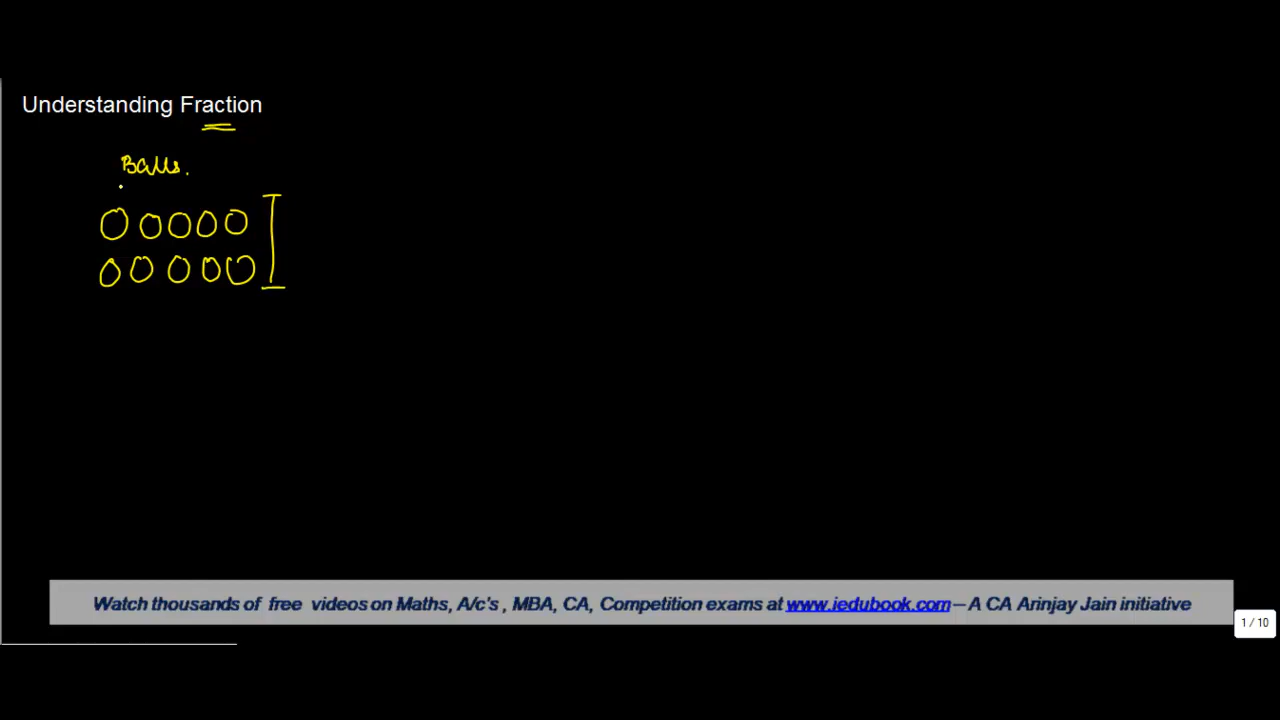 Understanding Fraction
Balls.
Watch thousands of free videos on Maths, A/c's , MBA, CA, Competition exams at www.iedubook.com – A CA Arinjay Jain initiative
1 / 10